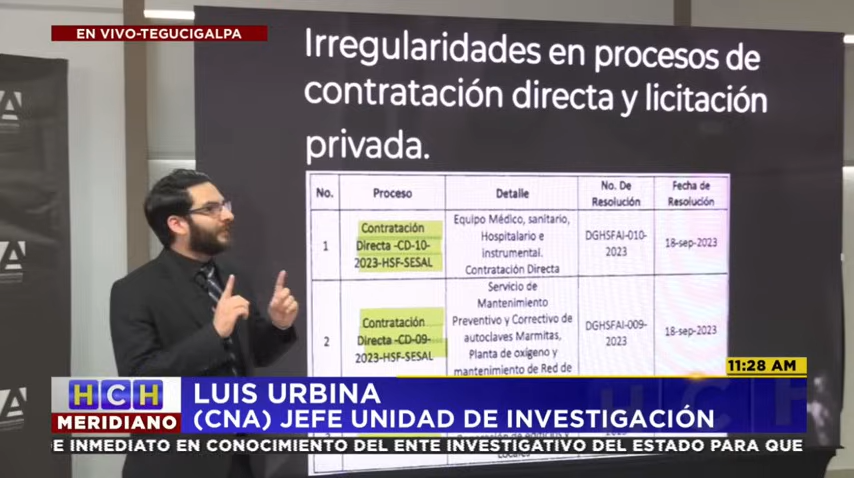 EN VIVO-TEGUCIGALPA
Irregularidades en procesos de
contratación directa y licitación
privada.
No.
Proceso
Detalle
No. De
Resolución
Fecha de
Resolución
1
Contratación
Directa -CD-10-
2023-HSF-SESAL
Equipo Médico, sanitario,
Hospitalario e
instrumental.
Contratación Directa
DGHSFAI-010-
2023
18-sep-2023
2
Contratación
Directa -CD-09-
2023-HSF-SESAL
Servicio de
Mantenimiento
Preventivo y Correctivo de
autoclaves Marmitas,
Planta de oxígeno y
mantenimiento de Red de
DGHSFAI-009-
2023
18-sep-2023
11:28 AM
HCH
MERIDIANO
LUIS URBINA
(CNA) JEFE UNIDAD DE INVESTIGACIÓN
E INMEDIATO EN CONOCIMIENTO DEL ENTE INVESTIGATIVO DEL ESTADO PARA QUE